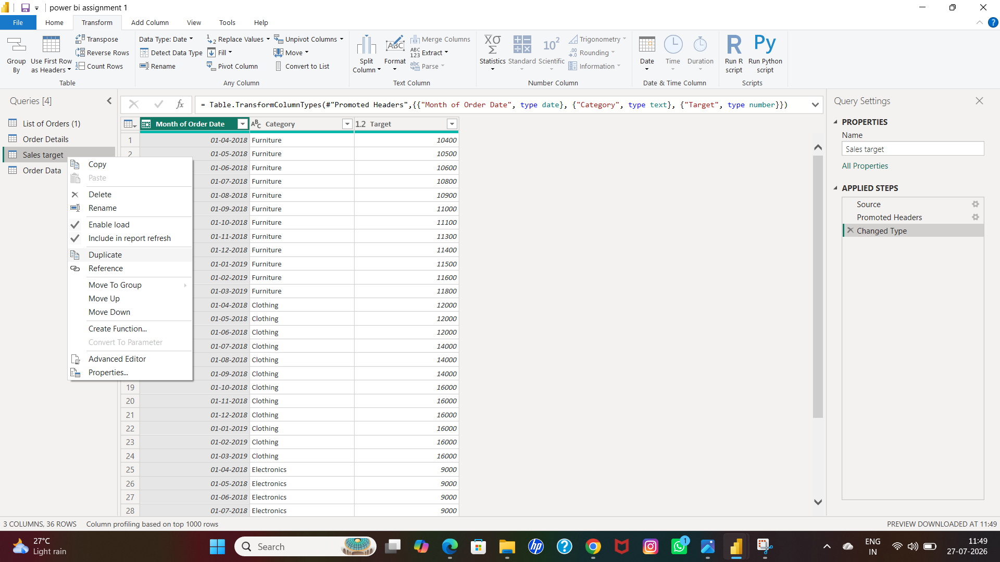 power bi assignment 1
File Home Transform Add Column View Tools Help
Group By
Use First Row as Headers
Transpose
Reverse Rows
Count Rows
Table
Data Type: Date
Detect Data Type
Rename
Replace Values
Fill
Pivot Column
Unpivot Columns
Move
Convert to List
Any Column
Split Column
Format
Merge Columns
Extract
Parse
Text Column
Statistics
Standard
Scientific
Trigonometry
Rounding
Information
Number Column
Date
Time
Duration
Date & Time Column
Run R script
Run Python script
Scripts
Queries [4]
List of Orders (1)
Order Details
Sales target
Order Data
Copy
Paste
Delete
Rename
Enable load
Include in report refresh
Duplicate
Reference
Move To Group
Move Up
Move Down
Create Function...
Convert To Parameter
Advanced Editor
Properties...
= Table.TransformColumnTypes(#"Promoted Headers",{{"Month of Order Date", type date}, {"Category", type text}, {"Target", type number}})
Month of Order Date Category 1.2 Target
1 01-04-2018 Furniture 10400
2 01-05-2018 Furniture 10500
01-06-2018 Furniture 10600
01-07-2018 Furniture 10800
01-08-2018 Furniture 10900
01-09-2018 Furniture 11000
01-10-2018 Furniture 11100
01-11-2018 Furniture 11300
01-12-2018 Furniture 11400
01-01-2019 Furniture 11500
01-02-2019 Furniture 11600
01-03-2019 Furniture 11800
01-04-2018 Clothing 12000
01-05-2018 Clothing 12000
01-06-2018 Clothing 12000
01-07-2018 Clothing 14000
01-08-2018 Clothing 14000
01-09-2018 Clothing 14000
19 01-10-2018 Clothing 16000
20 01-11-2018 Clothing 16000
21 01-12-2018 Clothing 16000
22 01-01-2019 Clothing 16000
23 01-02-2019 Clothing 16000
24 01-03-2019 Clothing 16000
25 01-04-2018 Electronics 9000
26 01-05-2018 Electronics 9000
27 01-06-2018 Electronics 9000
28 01-07-2018 Electronics 9000
Query Settings
PROPERTIES
Name
Sales target
All Properties
APPLIED STEPS
Source
Promoted Headers
Changed Type
3 COLUMNS, 36 ROWS Column profiling based on top 1000 rows
PREVIEW DOWNLOADED AT 11:49
27°C
Light rain
Search
1
ENG
IN
11:49
27-07-2026